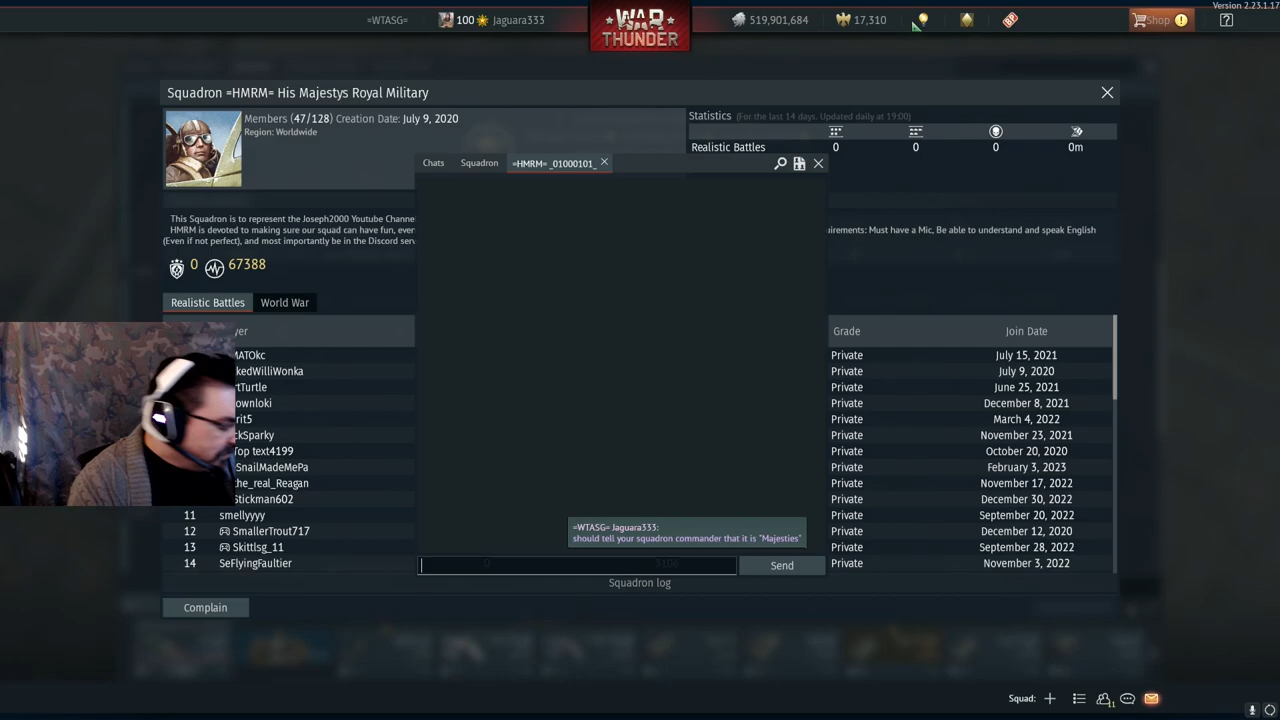 Version 2.23.1.17
=WTASG=
100 Jaguara333
WAR
THUNDER
519,901,684
17,310
Shop
Squadron =HMRM= His Majestys Royal Military
Members (47/128) Creation Date: July 9, 2020
Region: Worldwide
Statistics (For the last 14 days. Updated daily at 19:00)
Realistic Battles 0 0 0 0m
Chats Squadron =HMRM= _01000101_
This Squadron is to represent the Joseph2000 Youtube Channe
HMRM is devoted to making sure our squad can have fun, eve
uirements: Must have a Mic, Be able to understand and speak English
(Even if not perfect), and most importantly be in the Discord serv
0 67388
Realistic Battles World War
yer Grade Join Date
MATOkc Private July 15, 2021
kedWilliWonka Private July 9, 2020
rtTurtle Private June 25, 2021
ownloki Private December 8, 2021
rit5 Private March 4, 2022
ckSparky Private November 23, 2021
Top text4199 Private October 20, 2020
SnailMadeMePa Private February 3, 2023
che_real_Reagan Private November 17, 2022
Stickman602 Private December 30, 2022
11 smellyyyy Private September 20, 2022
12 SmallerTrout717 Private December 12, 2020
13 Skittlsg_11 Private September 28, 2022
14 SeFlyingFaultier Private November 3, 2022
=WTASG= Jaguara333:
should tell your squadron commander that it is "Majesties"
Send
Squadron log
Complain
Squad:
11